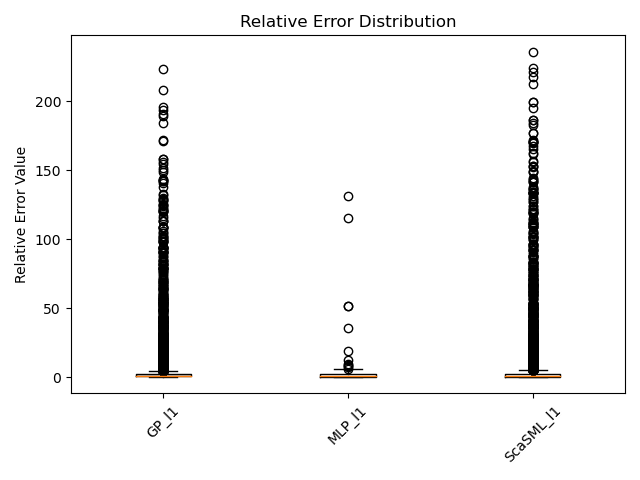 Relative Error Distribution
Relative Error Value
200
150
100
50
0
GP_l1
MLP_l1
ScaSML_l1